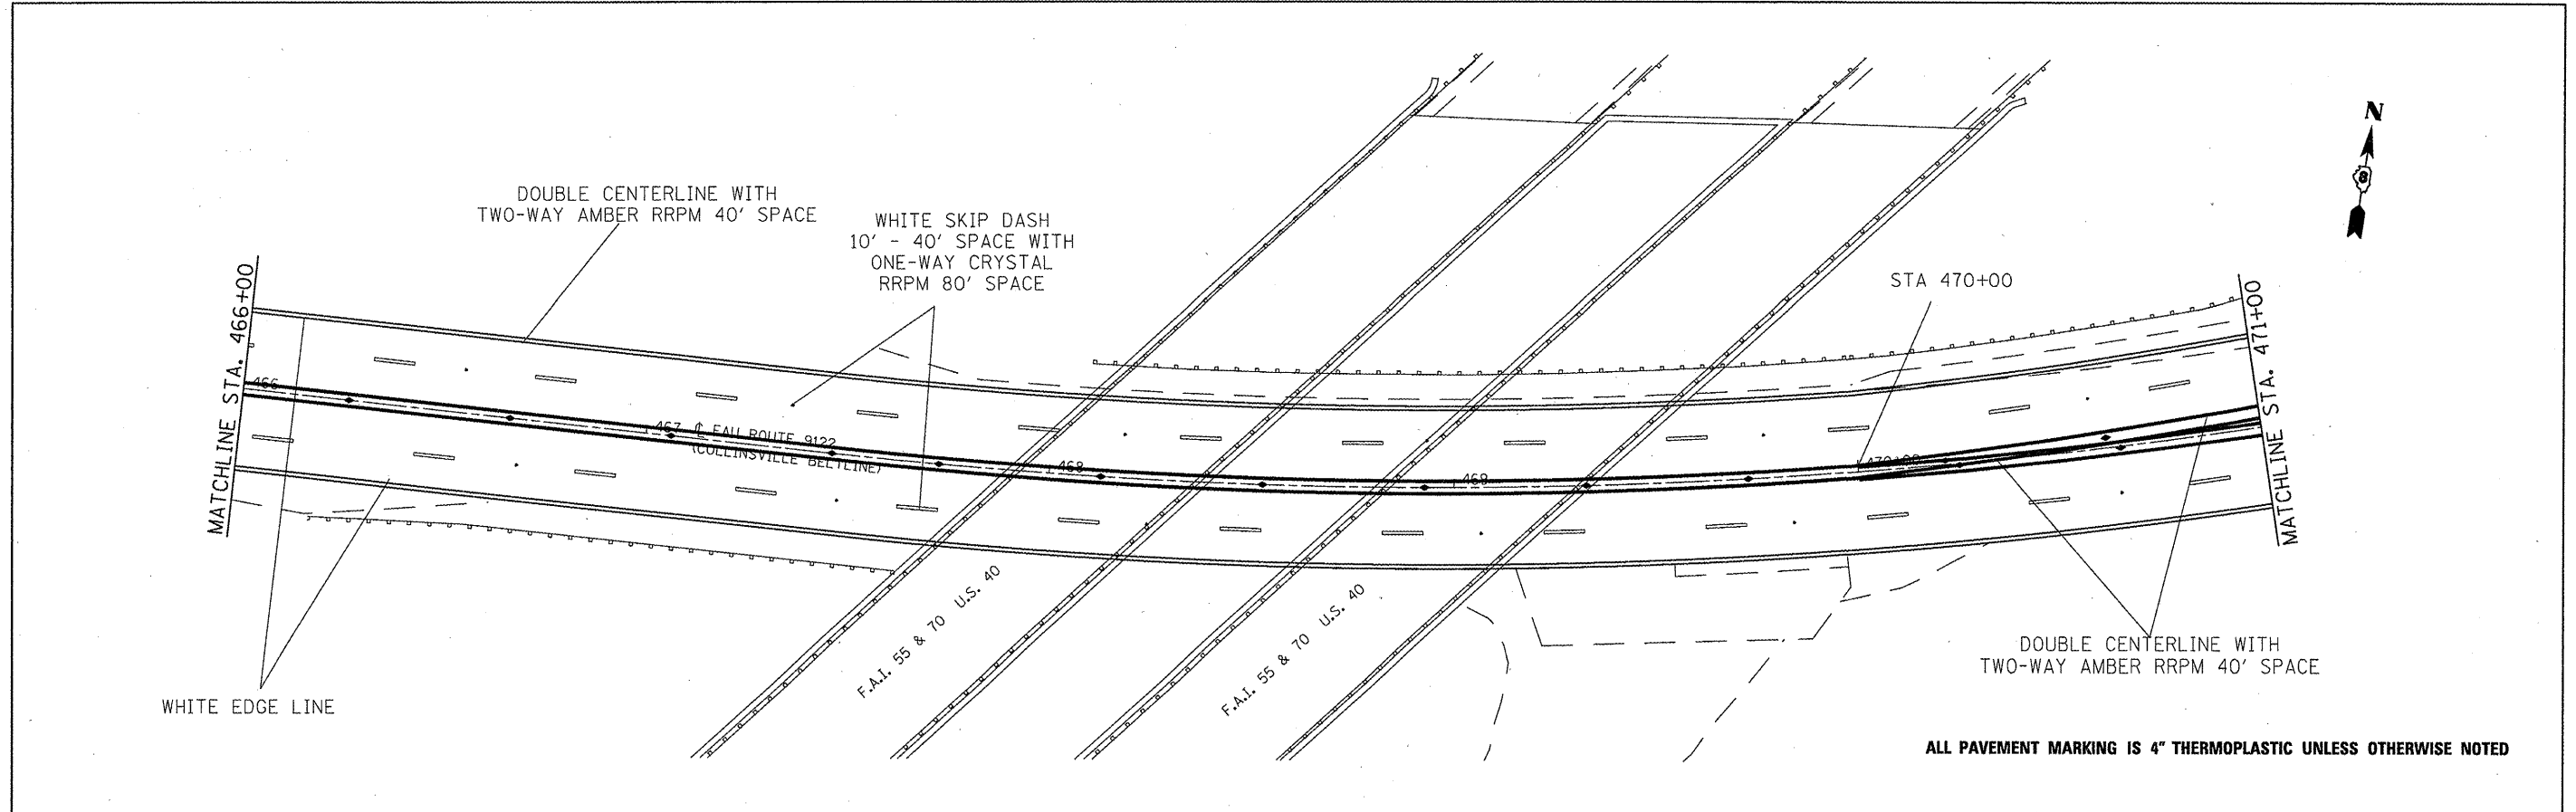 N
DOUBLE CENTERLINE WITH
TWO-WAY AMBER RRPM 40' SPACE
WHITE SKIP DASH
10' - 40' SPACE WITH
ONE-WAY CRYSTAL
RRPM 80' SPACE
STA 470+00
MATCHLINE STA. 466+00
MATCHLINE STA. 471+00
466
467
℄ FAU ROUTE 9122
(COLLINSVILLE BELTLINE)
468
469
470+00
F.A.I. 55 & 70 U.S. 40
F.A.I. 55 & 70 U.S. 40
WHITE EDGE LINE
DOUBLE CENTERLINE WITH
TWO-WAY AMBER RRPM 40' SPACE
ALL PAVEMENT MARKING IS 4" THERMOPLASTIC UNLESS OTHERWISE NOTED